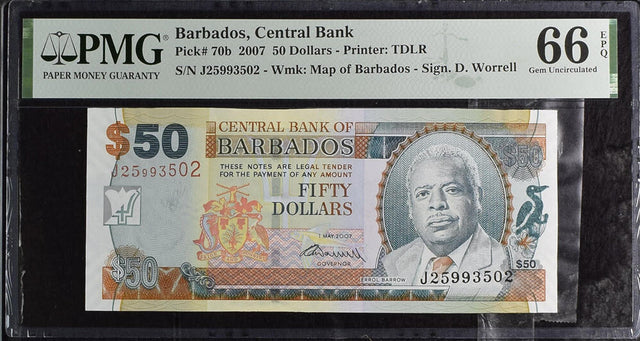 PMG
PAPER MONEY GUARANTY
Barbados, Central Bank
Pick# 70b 2007 50 Dollars - Printer: TDLR
S/N J25993502 - Wmk: Map of Barbados - Sign. D. Worrell
66 EPQ
Gem Uncirculated
$50
J25993502
CENTRAL BANK OF
BARBADOS
THESE NOTES ARE LEGAL TENDER
FOR THE PAYMENT OF ANY AMOUNT
FIFTY
DOLLARS
1 MAY 2007
GOVERNOR
$50
ERROL BARROW
J25993502
$50
$50